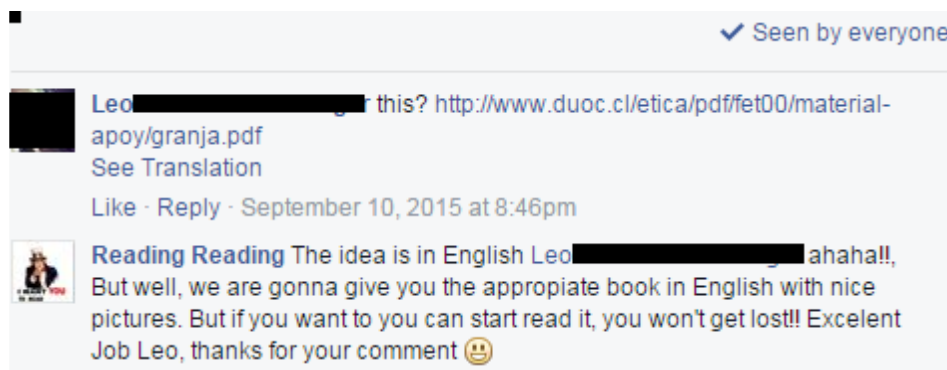 Seen by everyone
Leo r this? http://www.duoc.cl/etica/pdf/fet00/material-
apoy/granja.pdf
See Translation
Like · Reply · September 10, 2015 at 8:46pm
Reading Reading The idea is in English Leo ahaha!!,
But well, we are gonna give you the appropiate book in English with nice
pictures. But if you want to you can start read it, you won't get lost!! Excelent
Job Leo, thanks for your comment